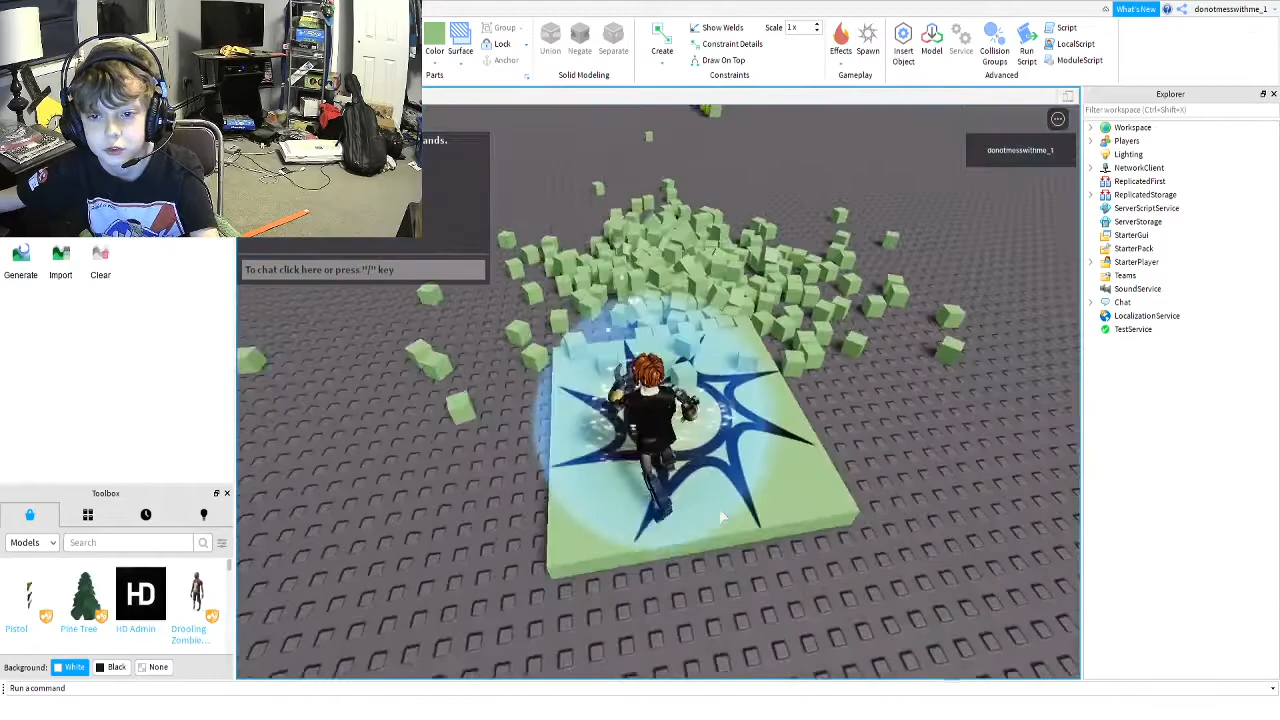 What's New
donotmesswithme_1
Color
Surface
Group
Lock
Anchor
Parts
Union
Negate
Separate
Solid Modeling
Create
Show Welds
Constraint Details
Draw On Top
Scale 1x
Constraints
Effects
Spawn
Gameplay
Insert Object
Model
Service
Collision Groups
Run Script
Script
LocalScript
ModuleScript
Advanced
Explorer
Filter workspace (Ctrl+Shift+X)
Workspace
Players
Lighting
NetworkClient
ReplicatedFirst
ReplicatedStorage
ServerScriptService
ServerStorage
StarterGui
StarterPack
StarterPlayer
Teams
SoundService
Chat
LocalizationService
TestService
ands.
donotmesswithme_1
To chat click here or press "/" key
Generate
Import
Clear
Toolbox
Models
Search
Pistol
Pine Tree
HD
HD Admin
Drooling
Zombie...
Background: White Black None
Run a command